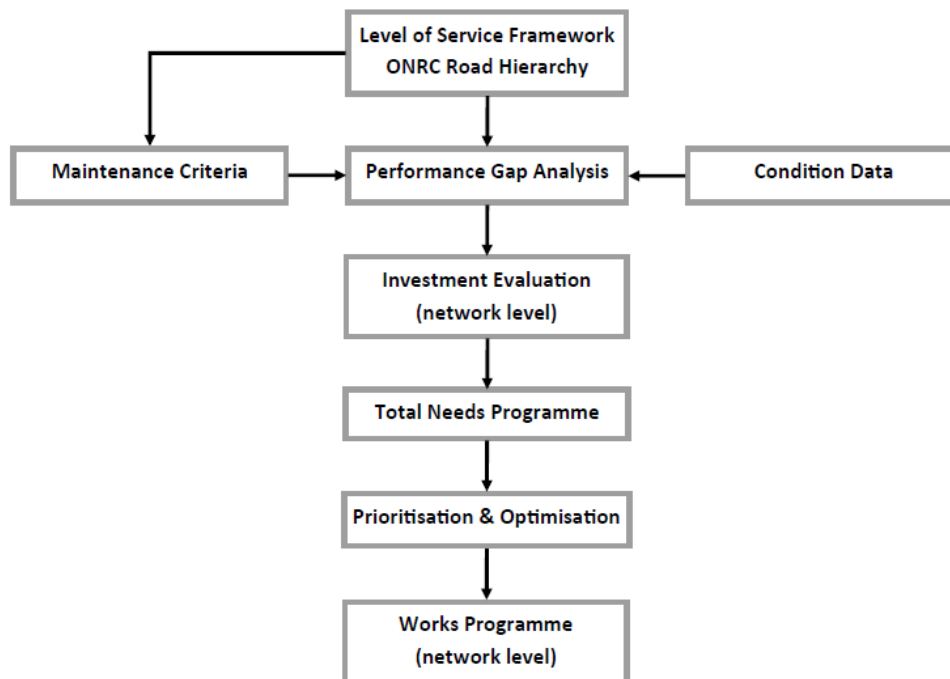 Level of Service Framework
ONRC Road Hierarchy
Maintenance Criteria
Performance Gap Analysis
Condition Data
Investment Evaluation
(network level)
Total Needs Programme
Prioritisation & Optimisation
Works Programme
(network level)